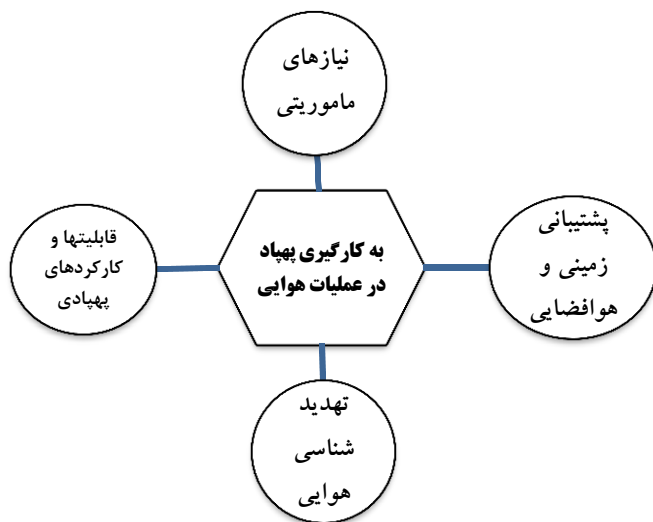 نیازهای
ماموریتی
پشتیبانی
زمینی و
هوافضایی
به کارگیری پهپاد
در عملیات هوایی
قابلیتها و
کارکردهای
پهپادی
تهدید
شناسی
هوایی